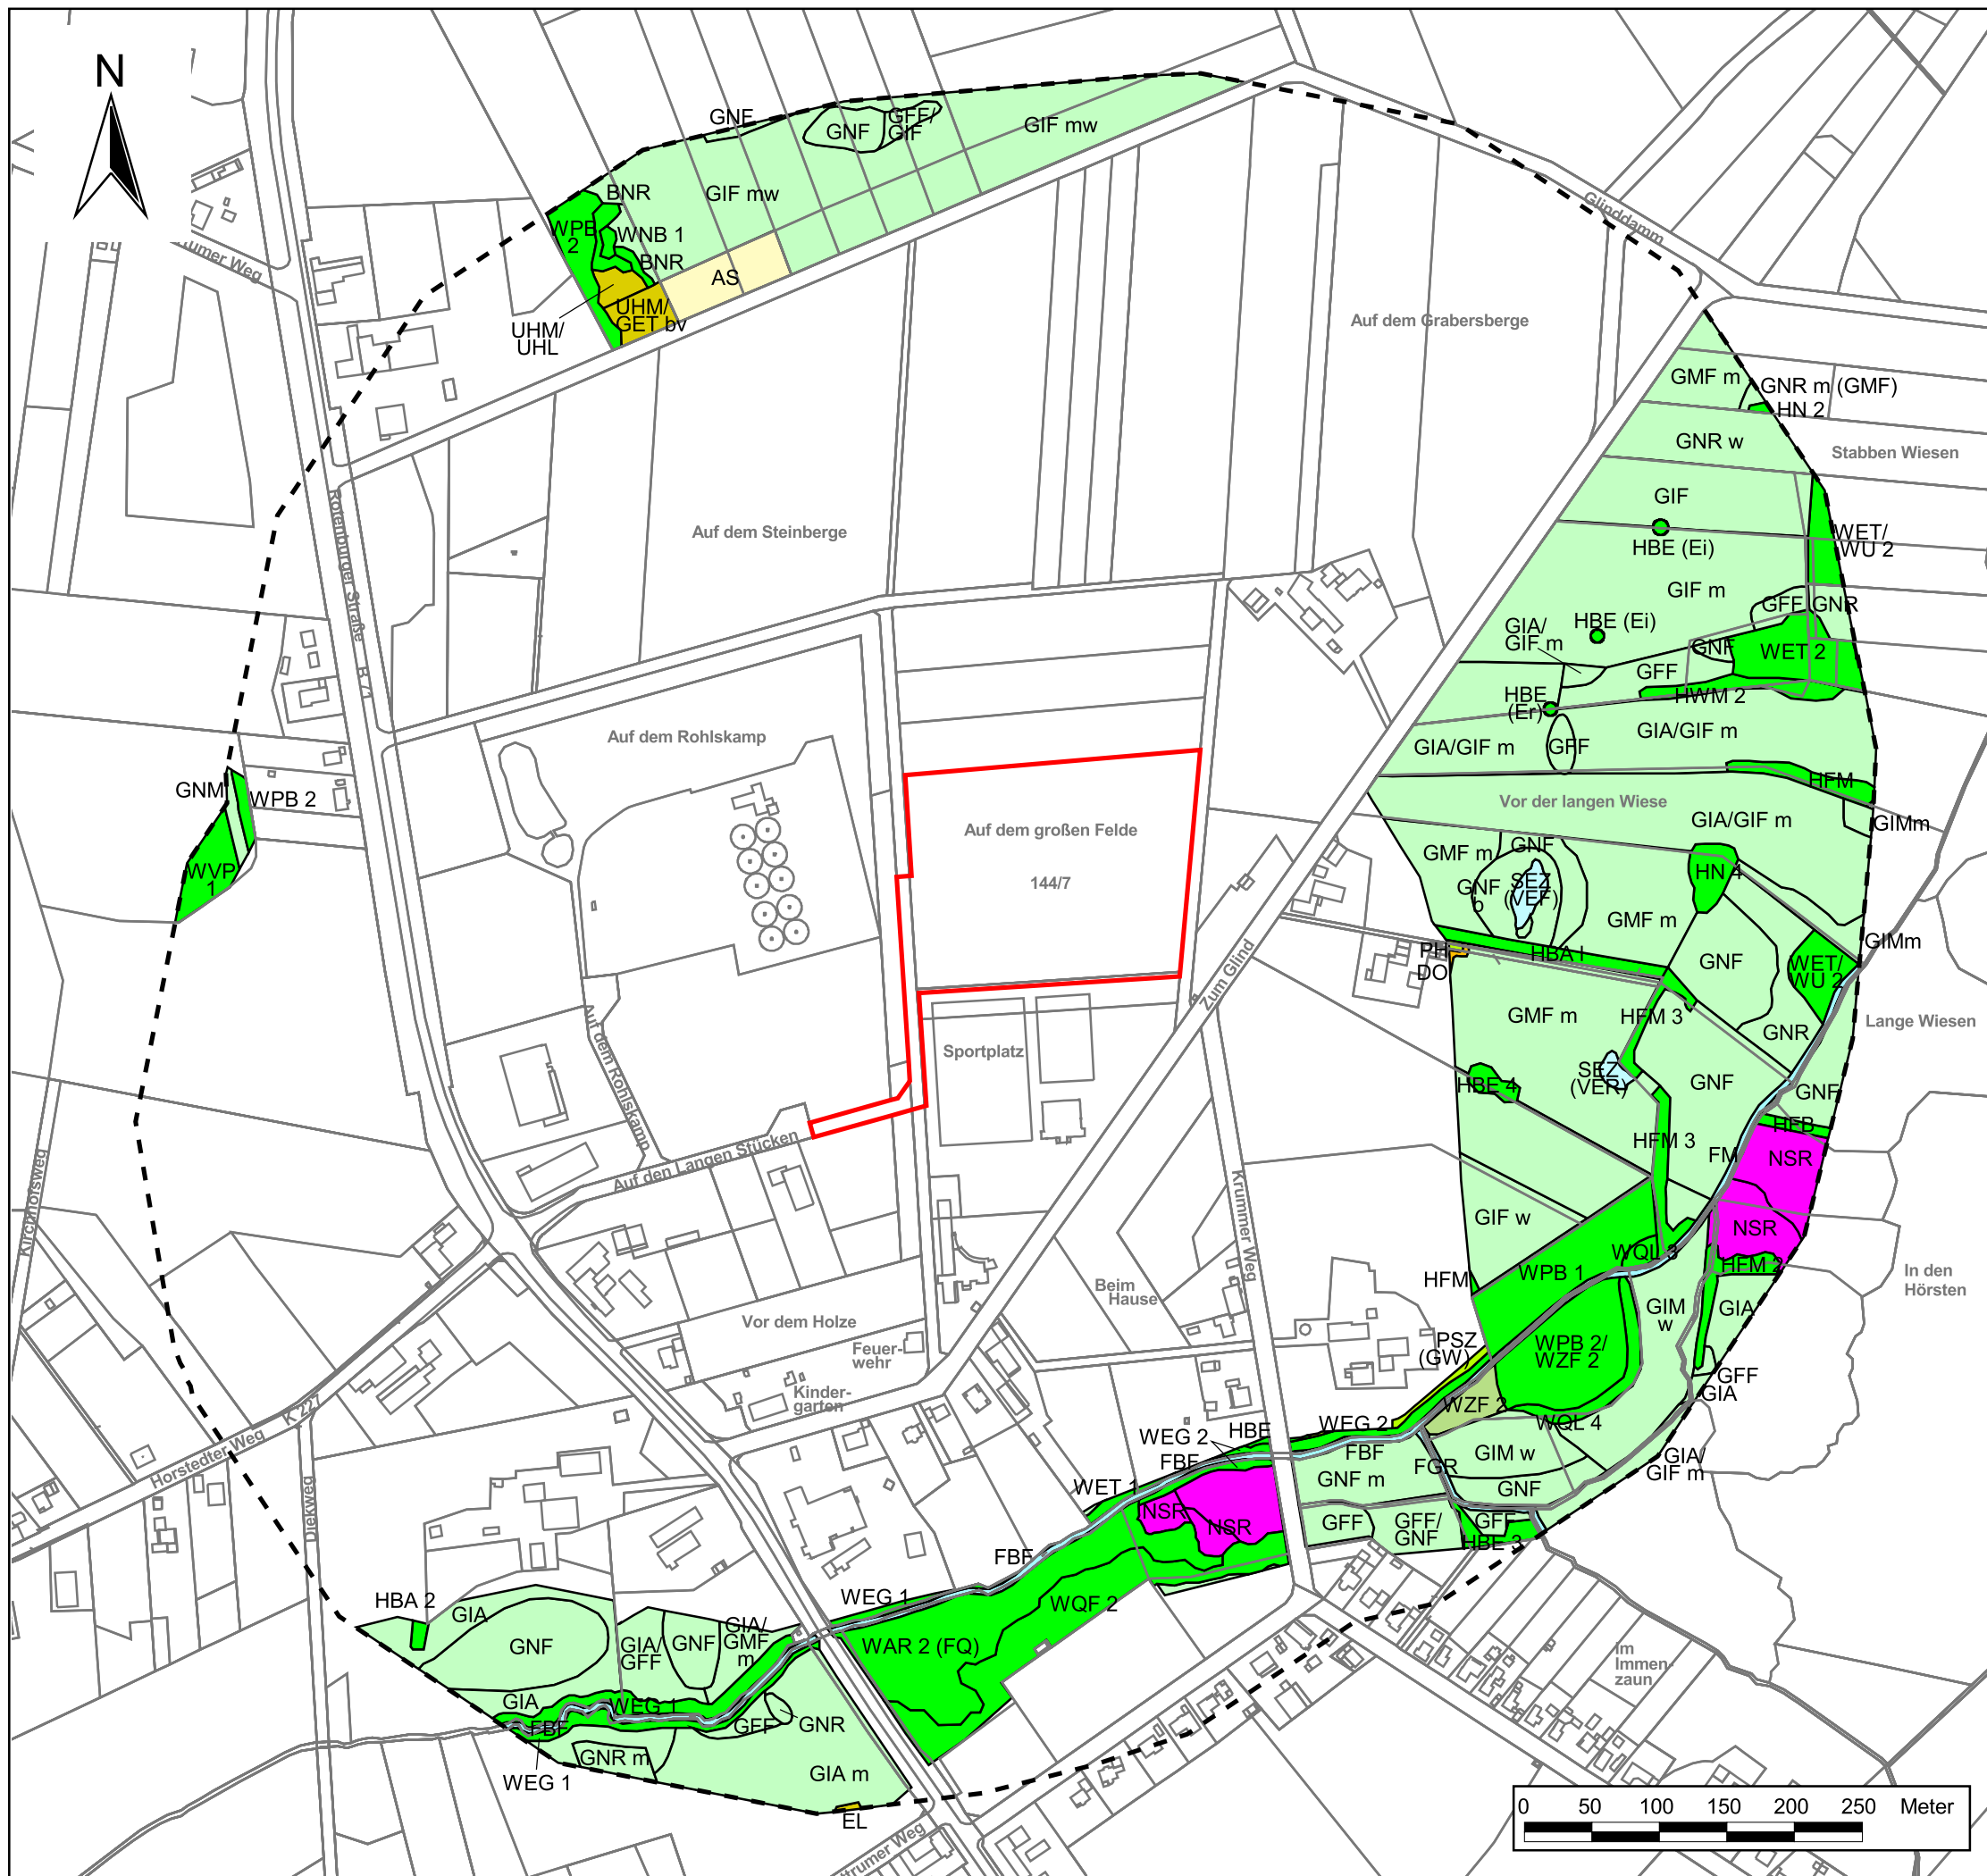 N
GNF
GNF
GFF/
GIF
GIF mw
GIF mw
BNR
WPB
2
WNB 1
BNR
AS
UHM/
GET bv
UHM/
UHL
Glinddamm
Auf dem Grabersberge
GMF m
GNR m (GMF)
HN 2
GNR w
Stabben Wiesen
GIF
HBE (Ei)
WET/
WU 2
GIF m
Rotenburger Straße B 71
Auf dem Steinberge
GIA/
GIF m
HBE (Ei)
GFF
GNR
GNF
WET 2
GFF
HBE
(Er)
HWM 2
GIA/GIF m
GFF
GIA/GIF m
Auf dem Rohlskamp
HFM
GNM
WPB 2
Vor der langen Wiese
GIA/GIF m
GIMm
Auf dem großen Felde
144/7
GMF m
GNF
WVP
1
GNF
b
SEZ
(VEF)
HN 4
GMF m
GIMm
PH
DO
HBA I
GNF
WET/
WU 2
Zum Glind
GMF m
HFM 3
GNR
Lange Wiesen
Sportplatz
Auf dem Rohlskamp
SEZ
(VER)
HBE 4
GNF
GNF
HFB
HFM 3
FM
NSR
Auf den Langen Stücken
Kirchhofsweg
Krummer Weg
GIF w
NSR
WQL 3
HFM 2
WPB 1
HFM
In den
Hörsten
Beim
Hause
GIM
w
GIA
Vor dem Holze
Feuer-
wehr
PSZ
(GW)
WPB 2/
WZF 2
GFF
GIA
Kinder-
garten
K 227
Horstedter Weg
Diekweg
WZF 2
WQL 4
WEG 2
HBE
WEG 2
FBF
FBF
GIM w
GIA/
GIF m
FGR
GNF m
GNF
WET 1
NSR
NSR
GFF
GFF/
GNF
GFF
HBE 3
FBF
WEG 1
HBA 2
GIA
GNF
GIA/
GFF
GNF
GIA/
GMF
m
WAR 2 (FQ)
WQF 2
Im
Immen-
zaun
GIA
FBF
WEG 1
GFF
GNR
GNR m
WEG 1
GIA m
EL
0 50 100 150 200 250 Meter